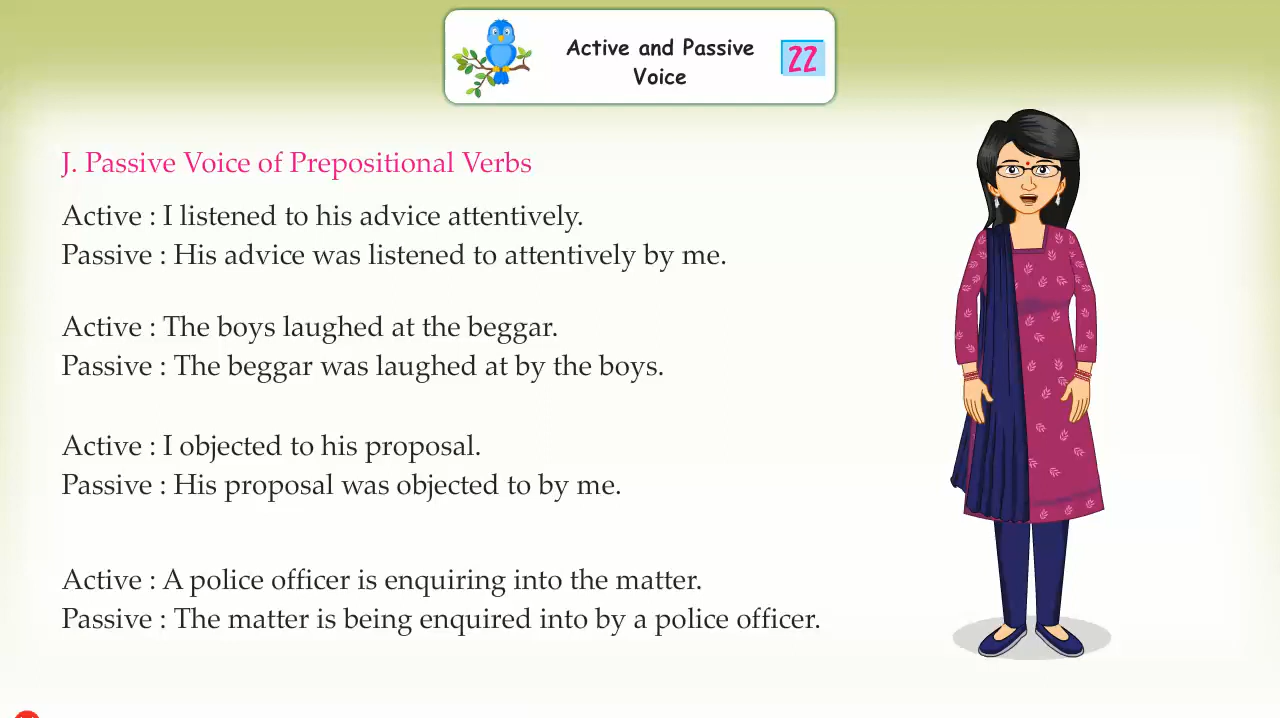 Active and Passive
Voice
22
J. Passive Voice of Prepositional Verbs
Active : I listened to his advice attentively.
Passive : His advice was listened to attentively by me.
Active : The boys laughed at the beggar.
Passive : The beggar was laughed at by the boys.
Active : I objected to his proposal.
Passive : His proposal was objected to by me.
Active : A police officer is enquiring into the matter.
Passive : The matter is being enquired into by a police officer.